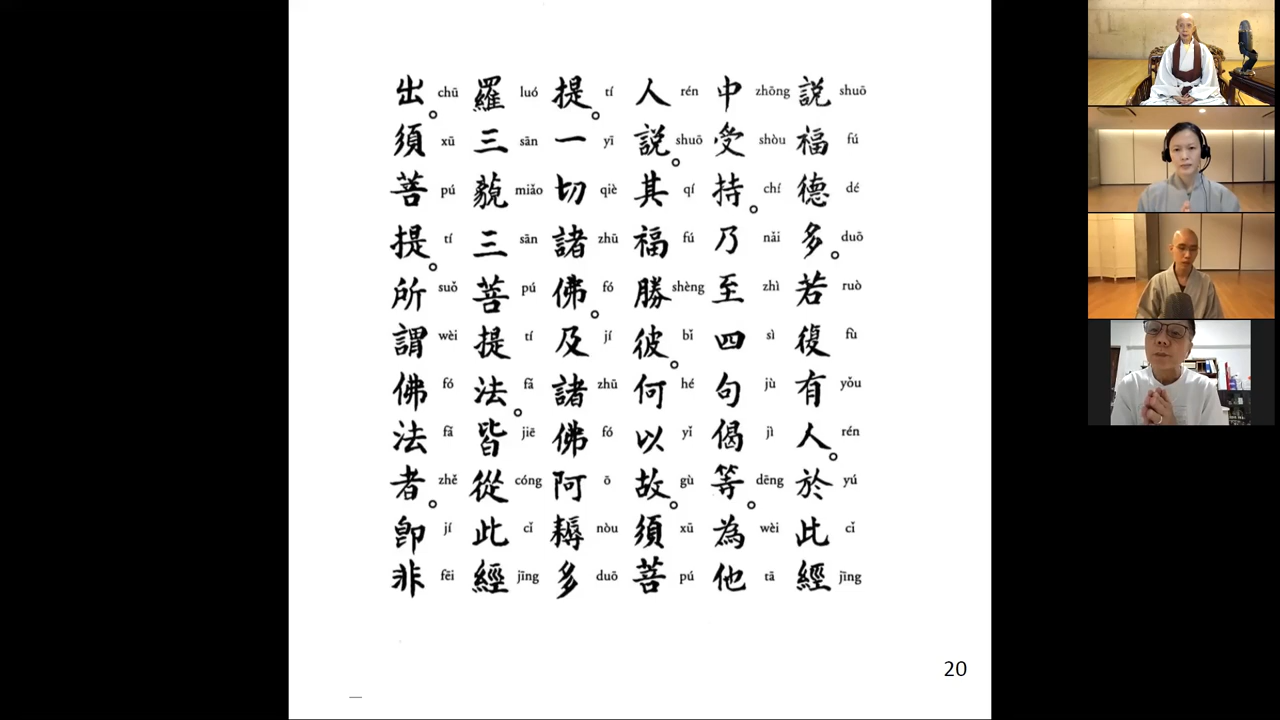 説福德多。若復有人。於此經
shuō fú dé duō ruò fù yǒu rén yú cǐ jīng
中受持。乃至四句偈等。為他
zhōng shòu chí nǎi zhì sì jù jì dēng wèi tā
人説。其福勝彼。何以故。須菩
rén shuō qí fú shèng bǐ hé yǐ gù xū pú
提。一切諸佛。及諸佛阿耨多
tí yī qiè zhū fó jí zhū fó ō nòu duō
羅三藐三菩提法。皆從此經
luó sān miǎo sān pú tí fǎ jiē cóng cǐ jīng
出。須菩提。所謂佛法者。卽非
chū xū pú tí suǒ wèi fó fǎ zhě jí fēi
20